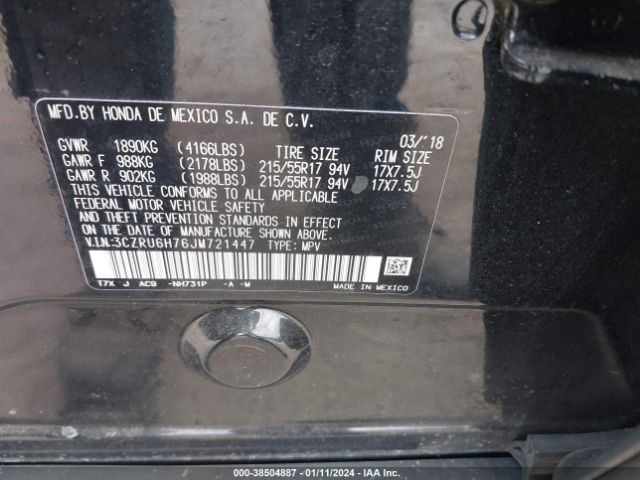 MFD.BY HONDA DE MEXICO S.A. DE C.V.
03/'18
GVWR 1890KG (4166LBS) TIRE SIZE RIM SIZE
GAWR F 988KG (2178LBS) 215/55R17 94V 17X7.5J
GAWR R 902KG (1988LBS) 215/55R17 94V 17X7.5J
THIS VEHICLE CONFORMS TO ALL APPLICABLE
FEDERAL MOTOR VEHICLE SAFETY
STANDARDS IN EFFECT
ON THE DATE OF MANUFACTURE SHOWN ABOVE.
V.I.N:3CZRU6H76JM721447 TYPE: MPV
T7X J AC9 -NH731P -A -M MADE IN MEXICO
000-38504887 - 01/11/2024 - IAA Inc.